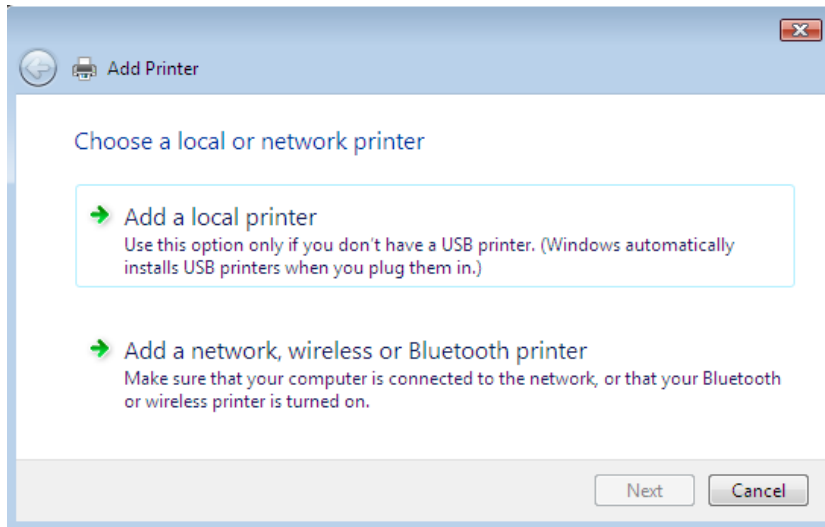 Add Printer
Choose a local or network printer
Add a local printer
Use this option only if you don't have a USB printer. (Windows automatically
installs USB printers when you plug them in.)
Add a network, wireless or Bluetooth printer
Make sure that your computer is connected to the network, or that your Bluetooth
or wireless printer is turned on.
Next
Cancel